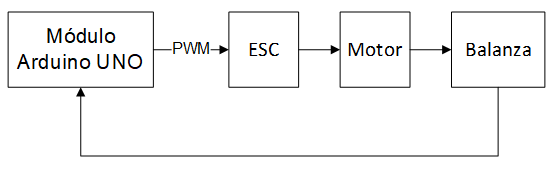 Módulo
Arduino UNO
PWM
ESC
Motor
Balanza